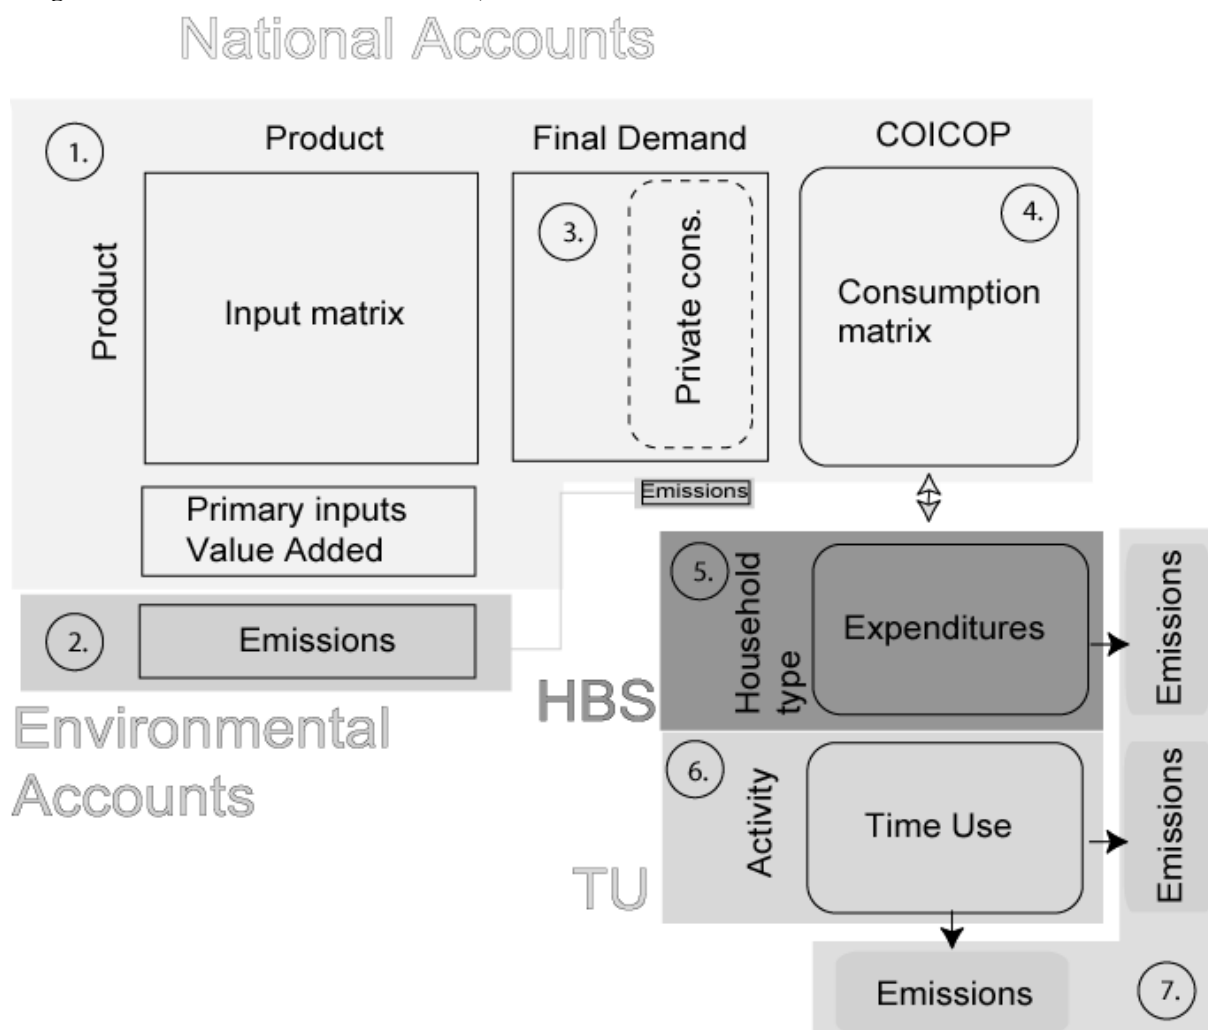 National Accounts
Product
Final Demand
COICOP
1.
Product
Input matrix
3.
Private cons.
4.
Consumption
matrix
Primary inputs
Value Added
Emissions
2.
Emissions
Environmental
Accounts
HBS
5.
Household
type
Expenditures
Emissions
TU
6.
Activity
Time Use
Emissions
Emissions
7.